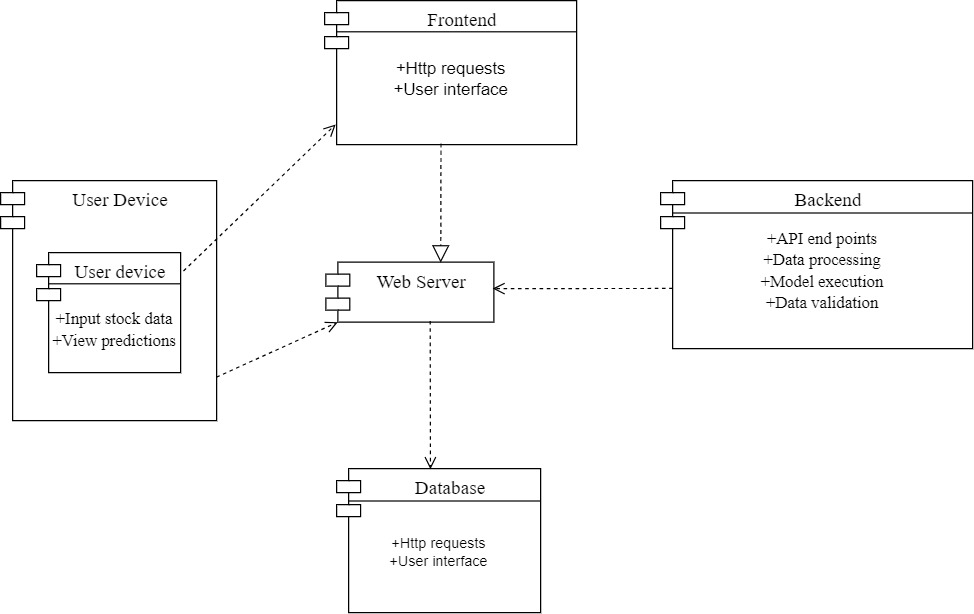 Frontend
+Http requests
+User interface
User Device
User device
+Input stock data
+View predictions
Web Server
Backend
+API end points
+Data processing
+Model execution
+Data validation
Database
+Http requests
+User interface